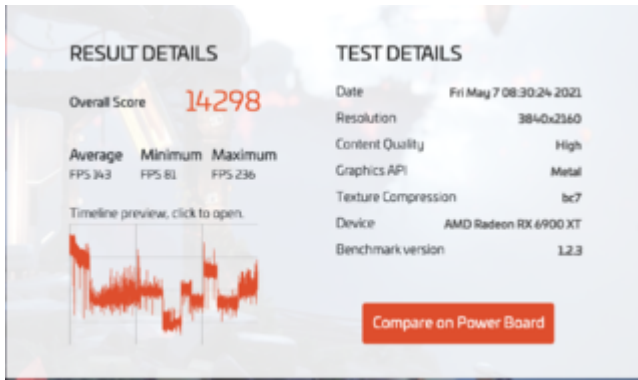 RESULT DETAILS
Overall Score 14298
Average Minimum Maximum
FPS 143 FPS 81 FPS 236
Timeline preview, click to open.
TEST DETAILS
Date Fri May 7 08:30:24 2021
Resolution 3840x2160
Content Quality High
Graphics API Metal
Texture Compression bc7
Device AMD Radeon RX 6900 XT
Benchmark version 1.2.3
Compare on Power Board